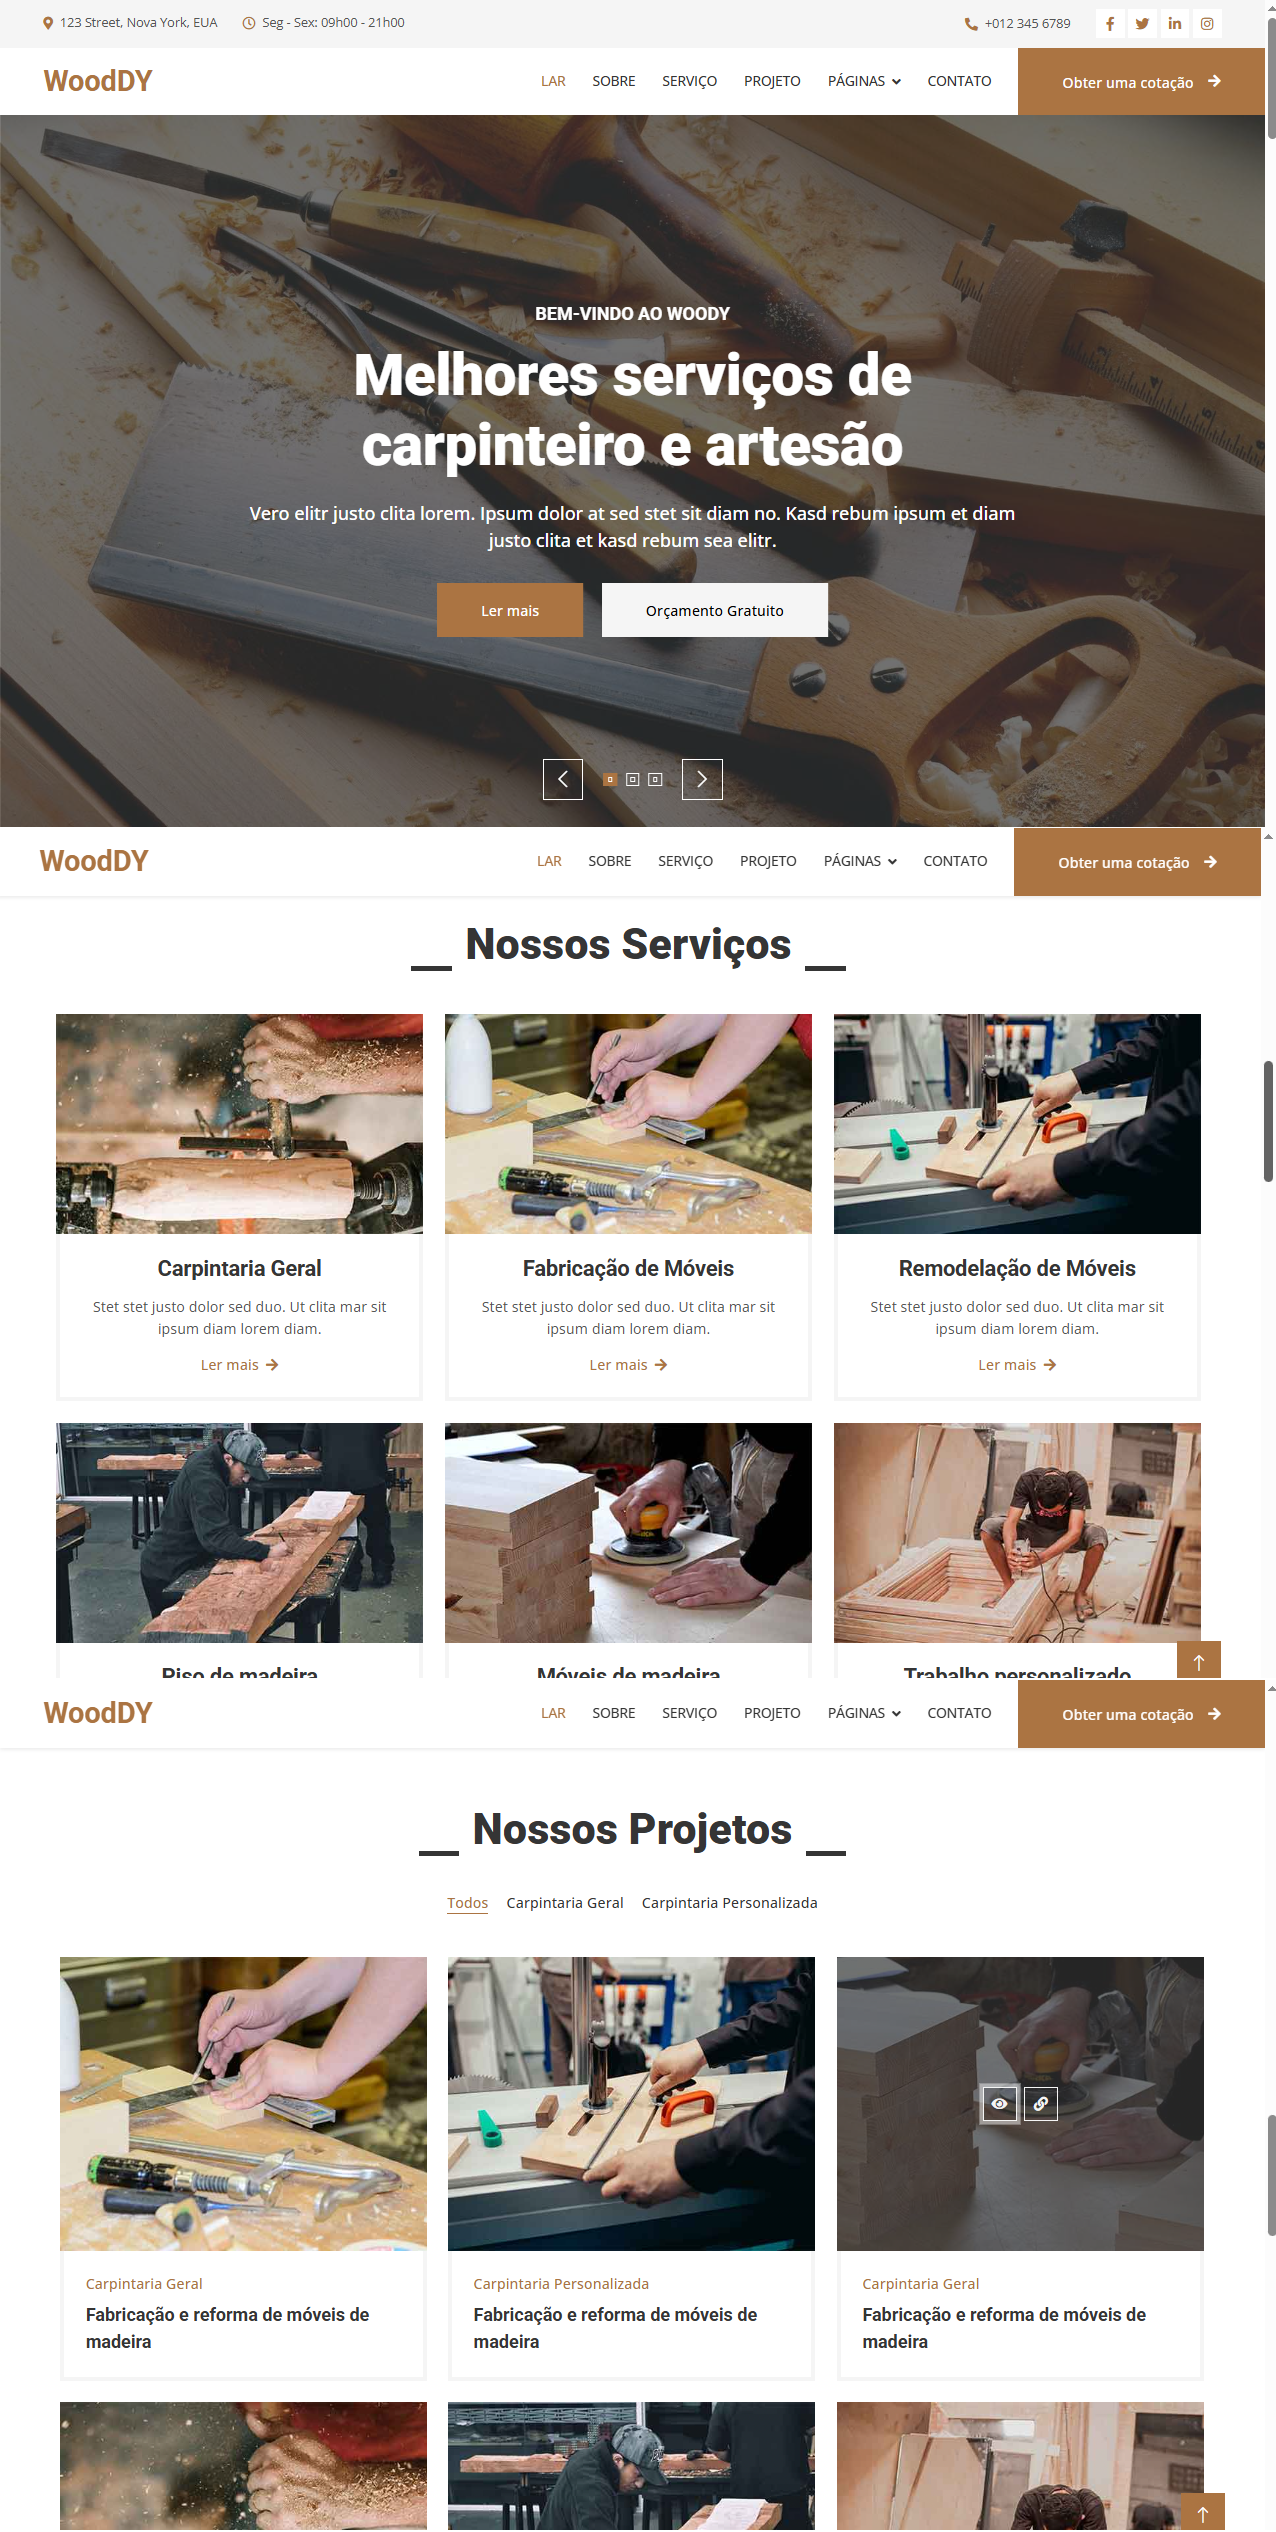 123 Street, Nova York, EUA Seg - Sex: 09h00 - 21h00 +012 345 6789
WoodDY LAR SOBRE SERVIÇO PROJETO PÁGINAS CONTATO Obter uma cotação
BEM-VINDO AO WOODY
Melhores serviços de
carpinteiro e artesão
Vero elitr justo clita lorem. Ipsum dolor at sed stet sit diam no. Kasd rebum ipsum et diam
justo clita et kasd rebum sea elitr.
Ler mais Orçamento Gratuito
WoodDY LAR SOBRE SERVIÇO PROJETO PÁGINAS CONTATO Obter uma cotação
Nossos Serviços
Carpintaria Geral
Stet stet justo dolor sed duo. Ut clita mar sit
ipsum diam lorem diam.
Ler mais
Fabricação de Móveis
Stet stet justo dolor sed duo. Ut clita mar sit
ipsum diam lorem diam.
Ler mais
Remodelação de Móveis
Stet stet justo dolor sed duo. Ut clita mar sit
ipsum diam lorem diam.
Ler mais
Piso de madeira
Móveis de madeira
Trabalho personalizado
WoodDY LAR SOBRE SERVIÇO PROJETO PÁGINAS CONTATO Obter uma cotação
Nossos Projetos
Todos Carpintaria Geral Carpintaria Personalizada
Carpintaria Geral
Fabricação e reforma de móveis de
madeira
Carpintaria Personalizada
Fabricação e reforma de móveis de
madeira
Carpintaria Geral
Fabricação e reforma de móveis de
madeira